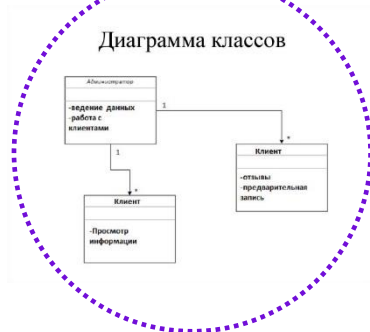 Диаграмма классов
Администратор
-ведение данных
-работа с
клиентами
1
*
1
*
Клиент
-отзывы
-предварительная
запись
Клиент
-Просмотр
информации